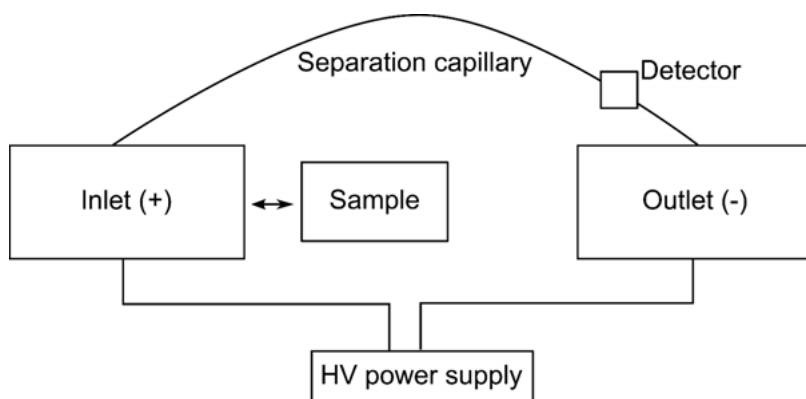 Separation capillary
Detector
Inlet (+)
Sample
Outlet (-)
HV power supply